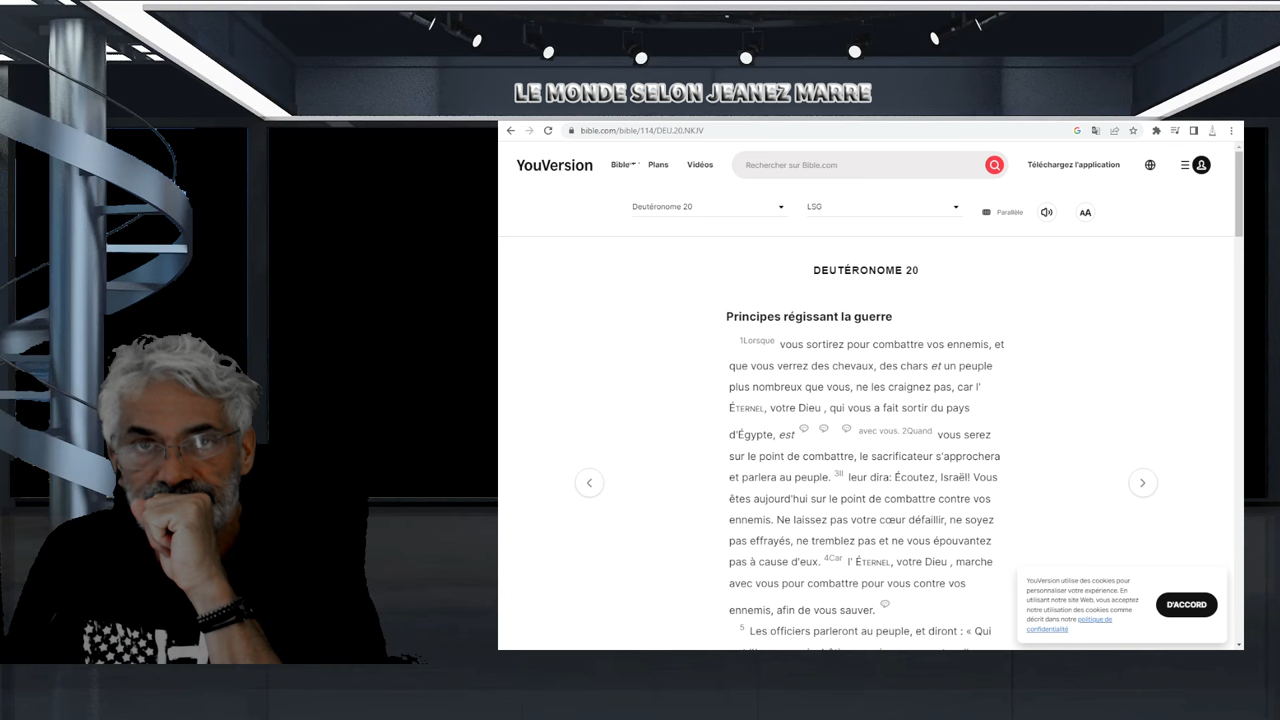 LE MONDE SELON JEANEZ MARRE
bible.com/bible/114/DEU.20.NKJV
YouVersion
Bible Plans Vidéos
Rechercher sur Bible.com
Téléchargez l'application
Deutéronome 20
LSG
Parallèle
AA
DEUTÉRONOME 20
Principes régissant la guerre
1Lorsque vous sortirez pour combattre vos ennemis, et
que vous verrez des chevaux, des chars et un peuple
plus nombreux que vous, ne les craignez pas, car l'
ÉTERNEL, votre Dieu , qui vous a fait sortir du pays
d'Égypte, est avec vous. 2Quand vous serez
sur le point de combattre, le sacrificateur s'approchera
et parlera au peuple. 3Il leur dira: Écoutez, Israël! Vous
êtes aujourd'hui sur le point de combattre contre vos
ennemis. Ne laissez pas votre cœur défaillir, ne soyez
pas effrayés, ne tremblez pas et ne vous épouvantez
pas à cause d'eux. 4Car l' ÉTERNEL, votre Dieu , marche
avec vous pour combattre pour vous contre vos
ennemis, afin de vous sauver.
5 Les officiers parleront au peuple, et diront : « Qui
YouVersion utilise des cookies pour
personnaliser votre expérience. En
utilisant notre site Web, vous acceptez
notre utilisation des cookies comme
décrit dans notre politique de
confidentialité
D'ACCORD